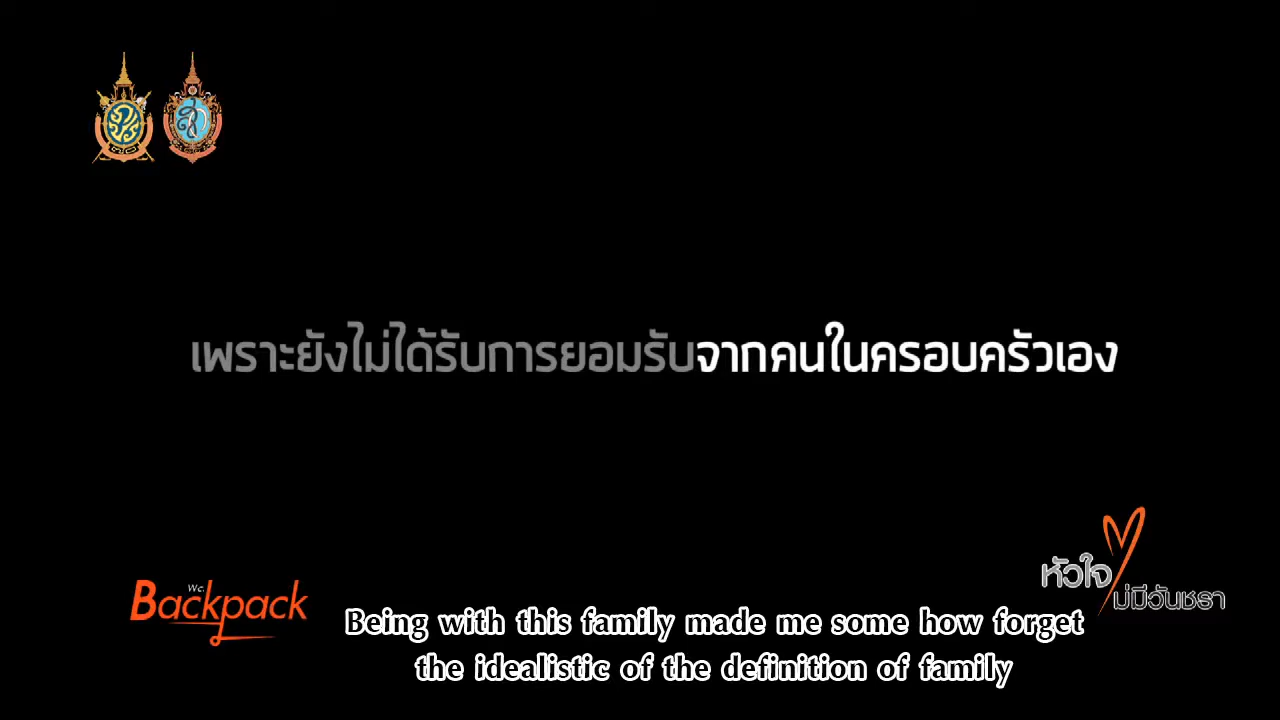 เพราะยังไม่ได้รับการยอมรับจากคนในครอบครัวเอง
We.
Backpack
หัวใจ
ไม่มีวันชรา
Being with this family made me some how forget
the idealistic of the definition of family